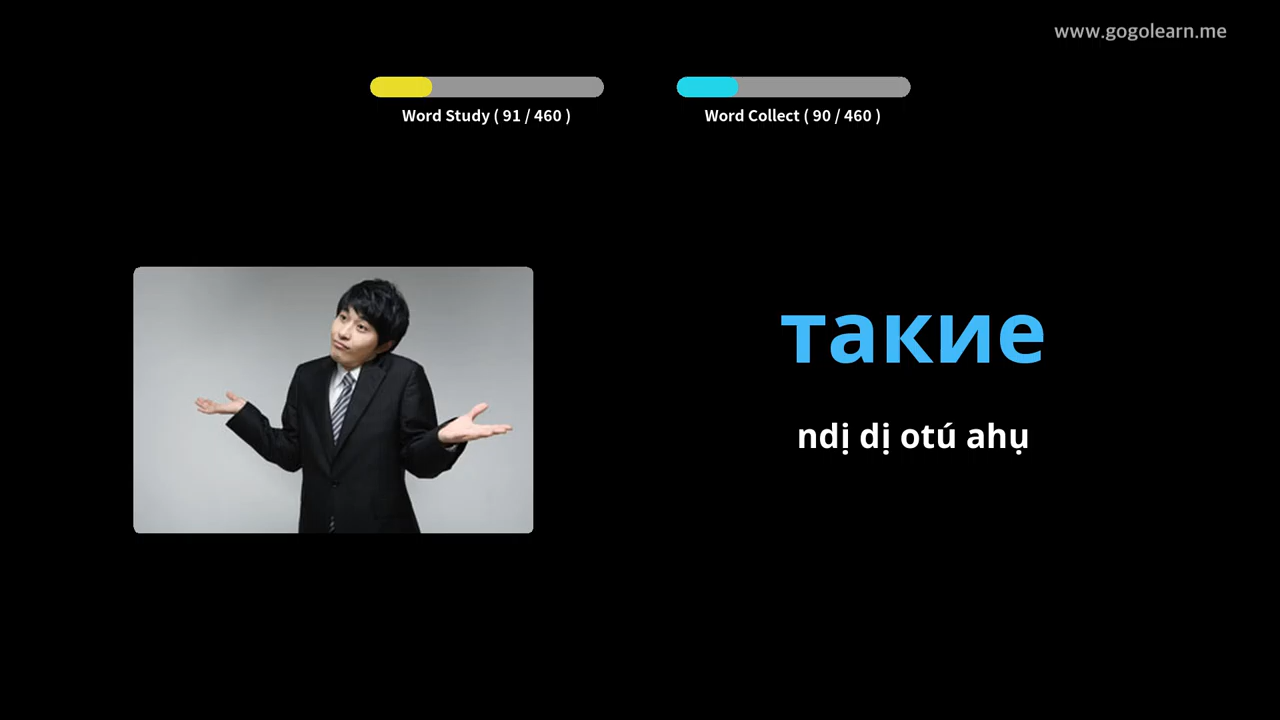 www.gogolearn.me
Word Study ( 91 / 460 )
Word Collect ( 90 / 460 )
такие
ndị dị otú ahụ